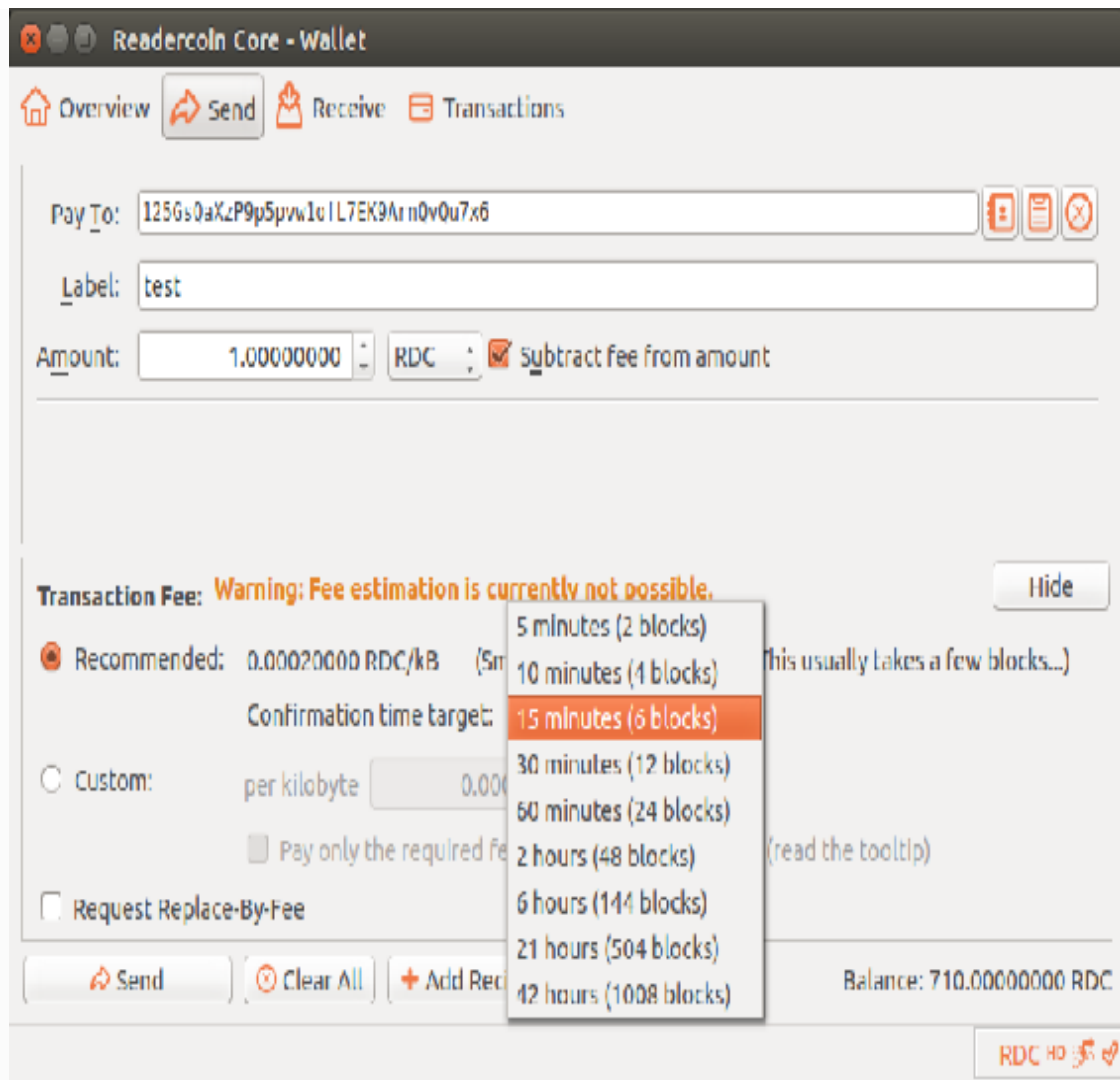 Readercoin Core - Wallet
Overview Send Receive Transactions
Pay To:
Label: test
Amount: 1.00000000 RDC Subtract fee from amount
Transaction Fee: Warning: Fee estimation is currently not possible. Hide
5 minutes (2 blocks)
Recommended: 0.00020000 RDC/kB This usually takes a few blocks...)
10 minutes (4 blocks)
Confirmation time target: 15 minutes (6 blocks)
30 minutes (12 blocks)
Custom: per kilobyte
60 minutes (24 blocks)
Pay only the required (read the tooltip)
2 hours (48 blocks)
6 hours (144 blocks)
Request Replace-By-Fee
21 hours (504 blocks)
Send Clear All + Add Balance: 710.00000000 RDC
42 hours (1008 blocks)
RDC HD